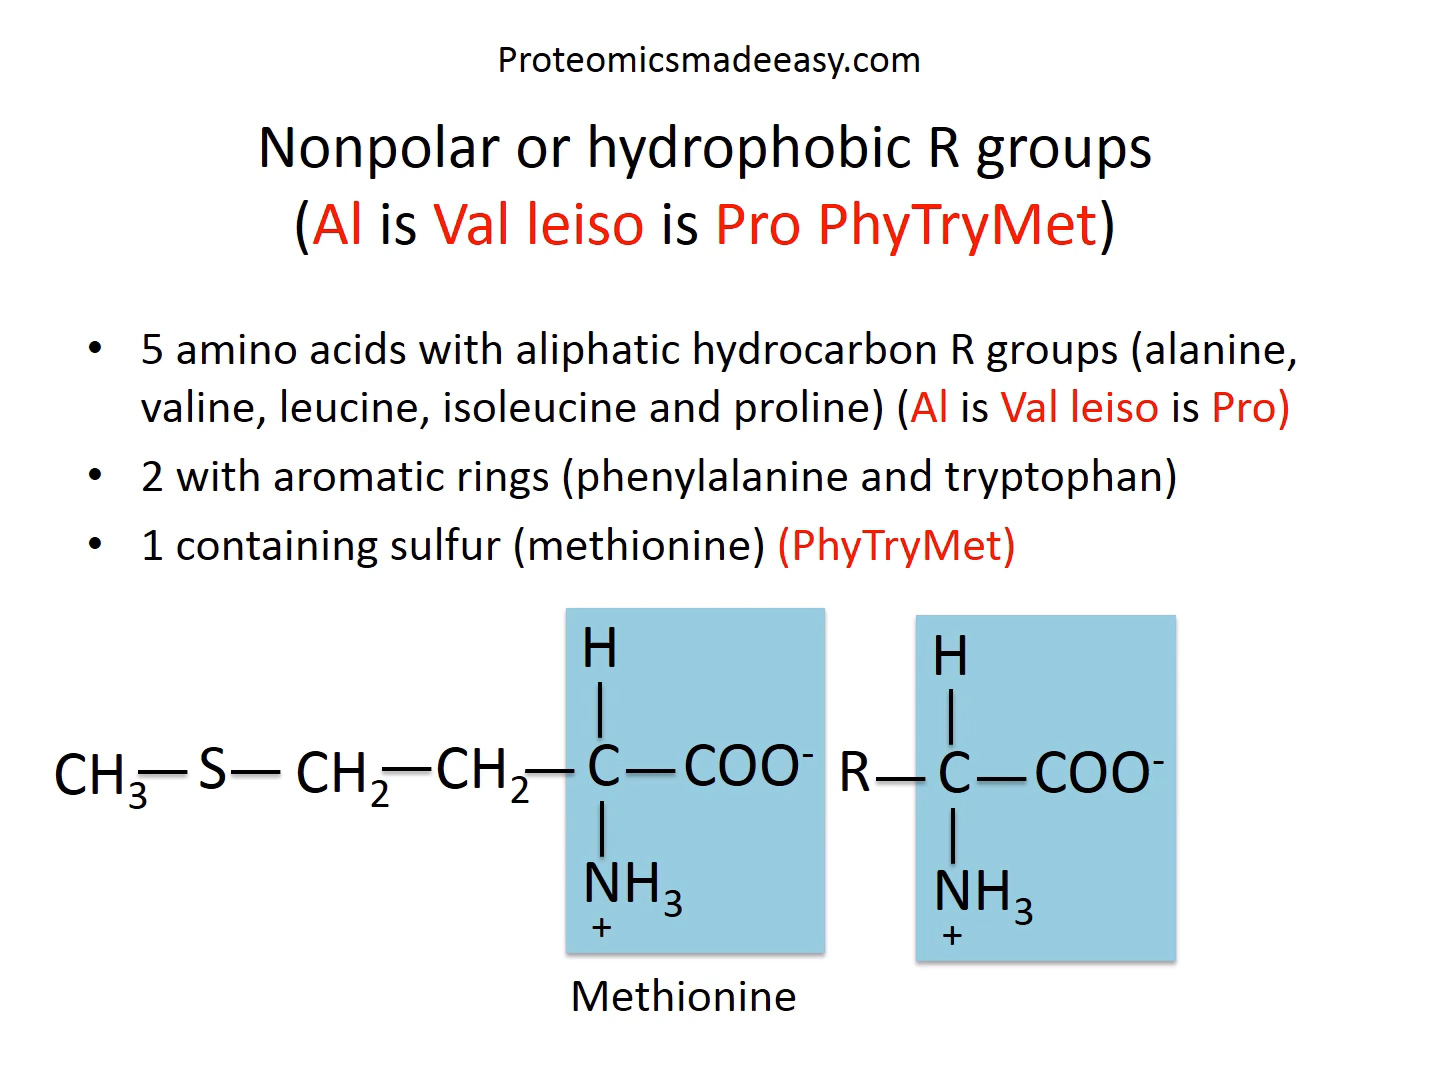 Proteomicsmadeeasy.com
Nonpolar or hydrophobic R groups
(Al is Val leiso is Pro PhyTryMet)
• 5 amino acids with aliphatic hydrocarbon R groups (alanine,
valine, leucine, isoleucine and proline) (Al is Val leiso is Pro)
• 2 with aromatic rings (phenylalanine and tryptophan)
• 1 containing sulfur (methionine) (PhyTryMet)
H
CH₃—S—CH₂—CH₂—C—COO⁻
NH₃
+
Methionine
H
R—C—COO⁻
NH₃
+